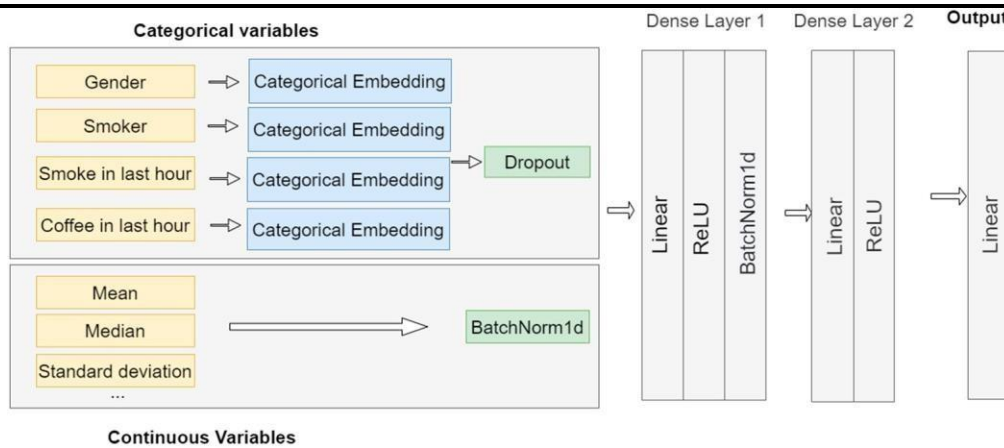 Categorical variables
Gender
Categorical Embedding
Smoker
Categorical Embedding
Smoke in last hour
Categorical Embedding
Coffee in last hour
Categorical Embedding
Dropout
Mean
Median
Standard deviation
...
BatchNorm1d
Continuous Variables
Dense Layer 1
Linear
ReLU
BatchNorm1d
Dense Layer 2
Linear
ReLU
Output
Linear